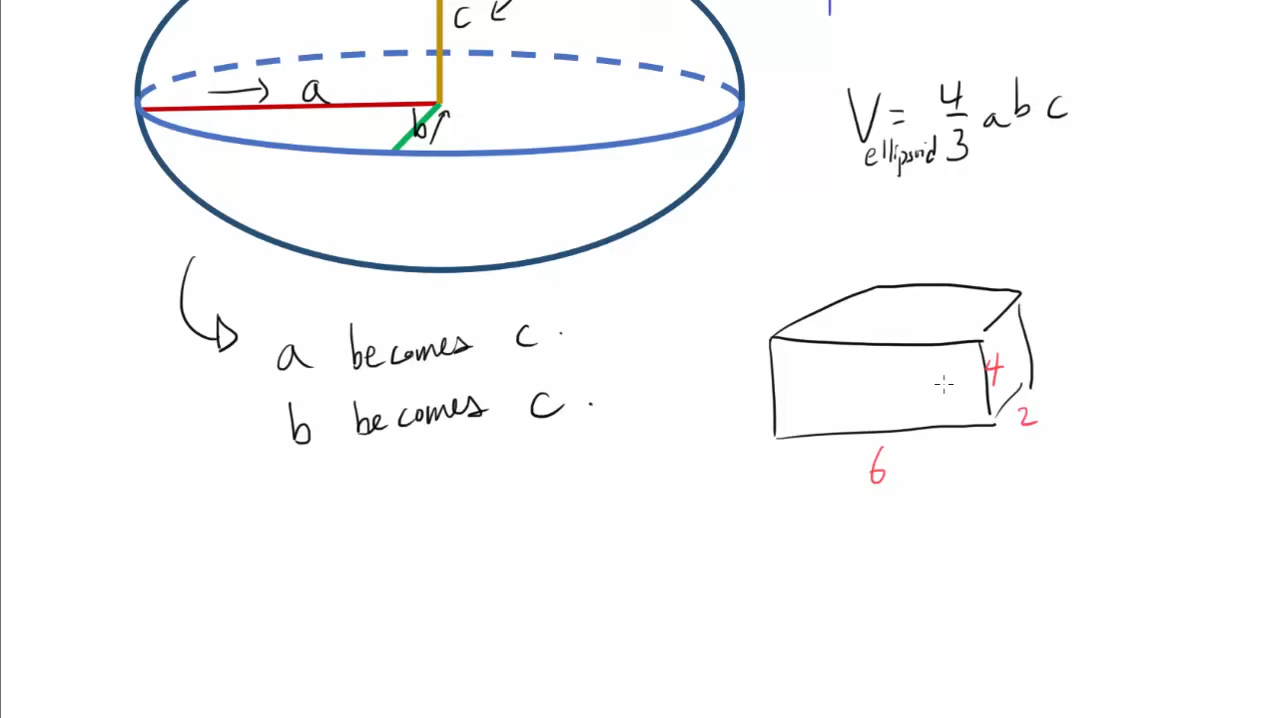 c
a
b
V = 4/3 a b c
ellipsoid
a becomes c.
b becomes c.
4
2
6